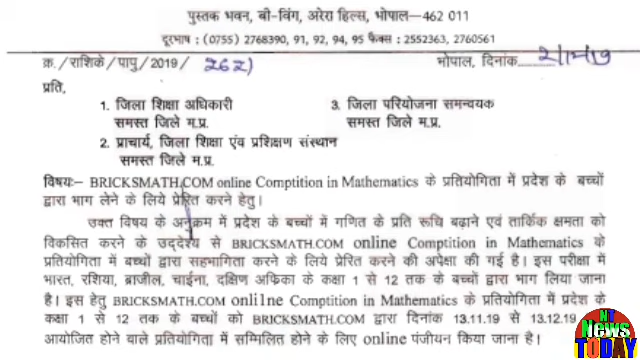 पुस्तक भवन, बी-विंग, अरेरा हिल्स, भोपाल-462 011
दूरभाष : (0755) 2768390, 91, 92, 94, 95 फैक्स : 2552363, 2760561
क्र./राशिके/पापु/2019/ भोपाल, दिनांक
प्रति,
1. जिला शिक्षा अधिकारी 3. जिला परियोजना समन्वयक
समस्त जिले म.प्र. समस्त जिले म.प्र.
2. प्राचार्य, जिला शिक्षा एंव प्रशिक्षण संस्थान
समस्त जिले म.प्र.
विषयः– BRICKSMATH.COM online Comptition in Mathematics के प्रतियोगिता में प्रदेश के बच्चों
द्वारा भाग लेने के लिये प्रेरित करने हेतु।
उक्त विषय के अनुक्रम में प्रदेश के बच्चों में गणित के प्रति रूचि बढ़ाने एवं तार्किक क्षमता को
विकसित करने के उद्देश्य से BRICKSMATH.COM online Comptition in Mathematics के
प्रतियोगिता में बच्चों द्वारा सहभागिता करने के लिये प्रेरित करने की अपेक्षा की गई है। इस परीक्षा में
भारत, रशिया, ब्राजील, चाईना, दक्षिण अफ्रिका के कक्षा 1 से 12 तक के बच्चों द्वारा भाग लिया जाना
है। इस हेतु BRICKSMATH.COM onlilne Comptition in Mathematics के प्रतियोगिता में प्रदेश के
कक्षा 1 से 12 तक के बच्चों को BRICKSMATH.COM द्वारा दिनांक 13.11.19 से 13.12.19
आयोजित होने वाले प्रतियोगिता में सम्मिलित होने के लिए online पंजीयन किया जाना है।
NT
News
TODAY